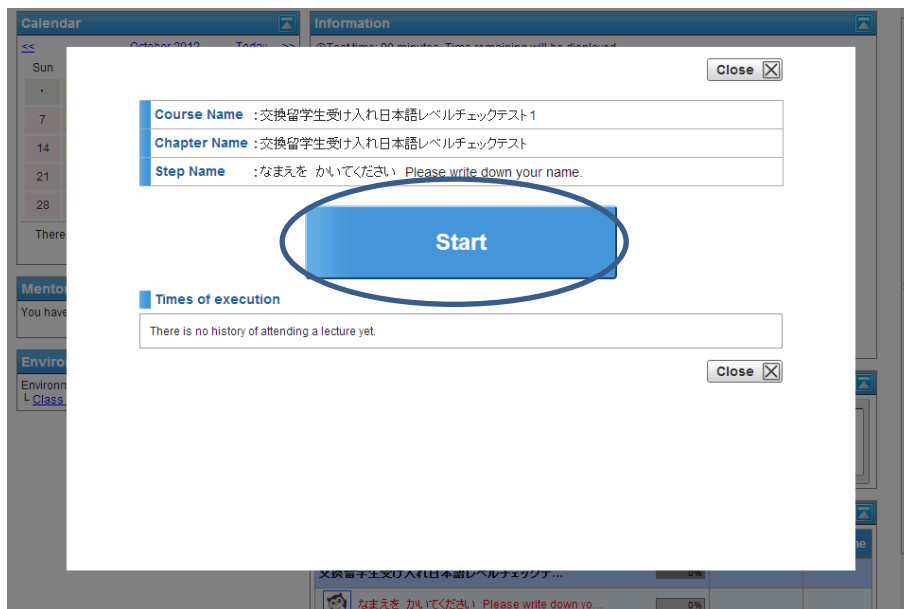 Calendar
Information
<<
October 2012 Today >>
Sun
7
14
21
28
There
Mento
You have
Enviro
Environm
└ Class
Close
Course Name :交換留学生受け入れ日本語レベルチェックテスト1
Chapter Name :交換留学生受け入れ日本語レベルチェックテスト
Step Name :なまえを かいてください Please write down your name.
Start
Times of execution
There is no history of attending a lecture yet.
Close
ne
交換留学生受け入れ日本語レベルチェックテ... 0%
なまえを かいてください Please write down yo... 0%